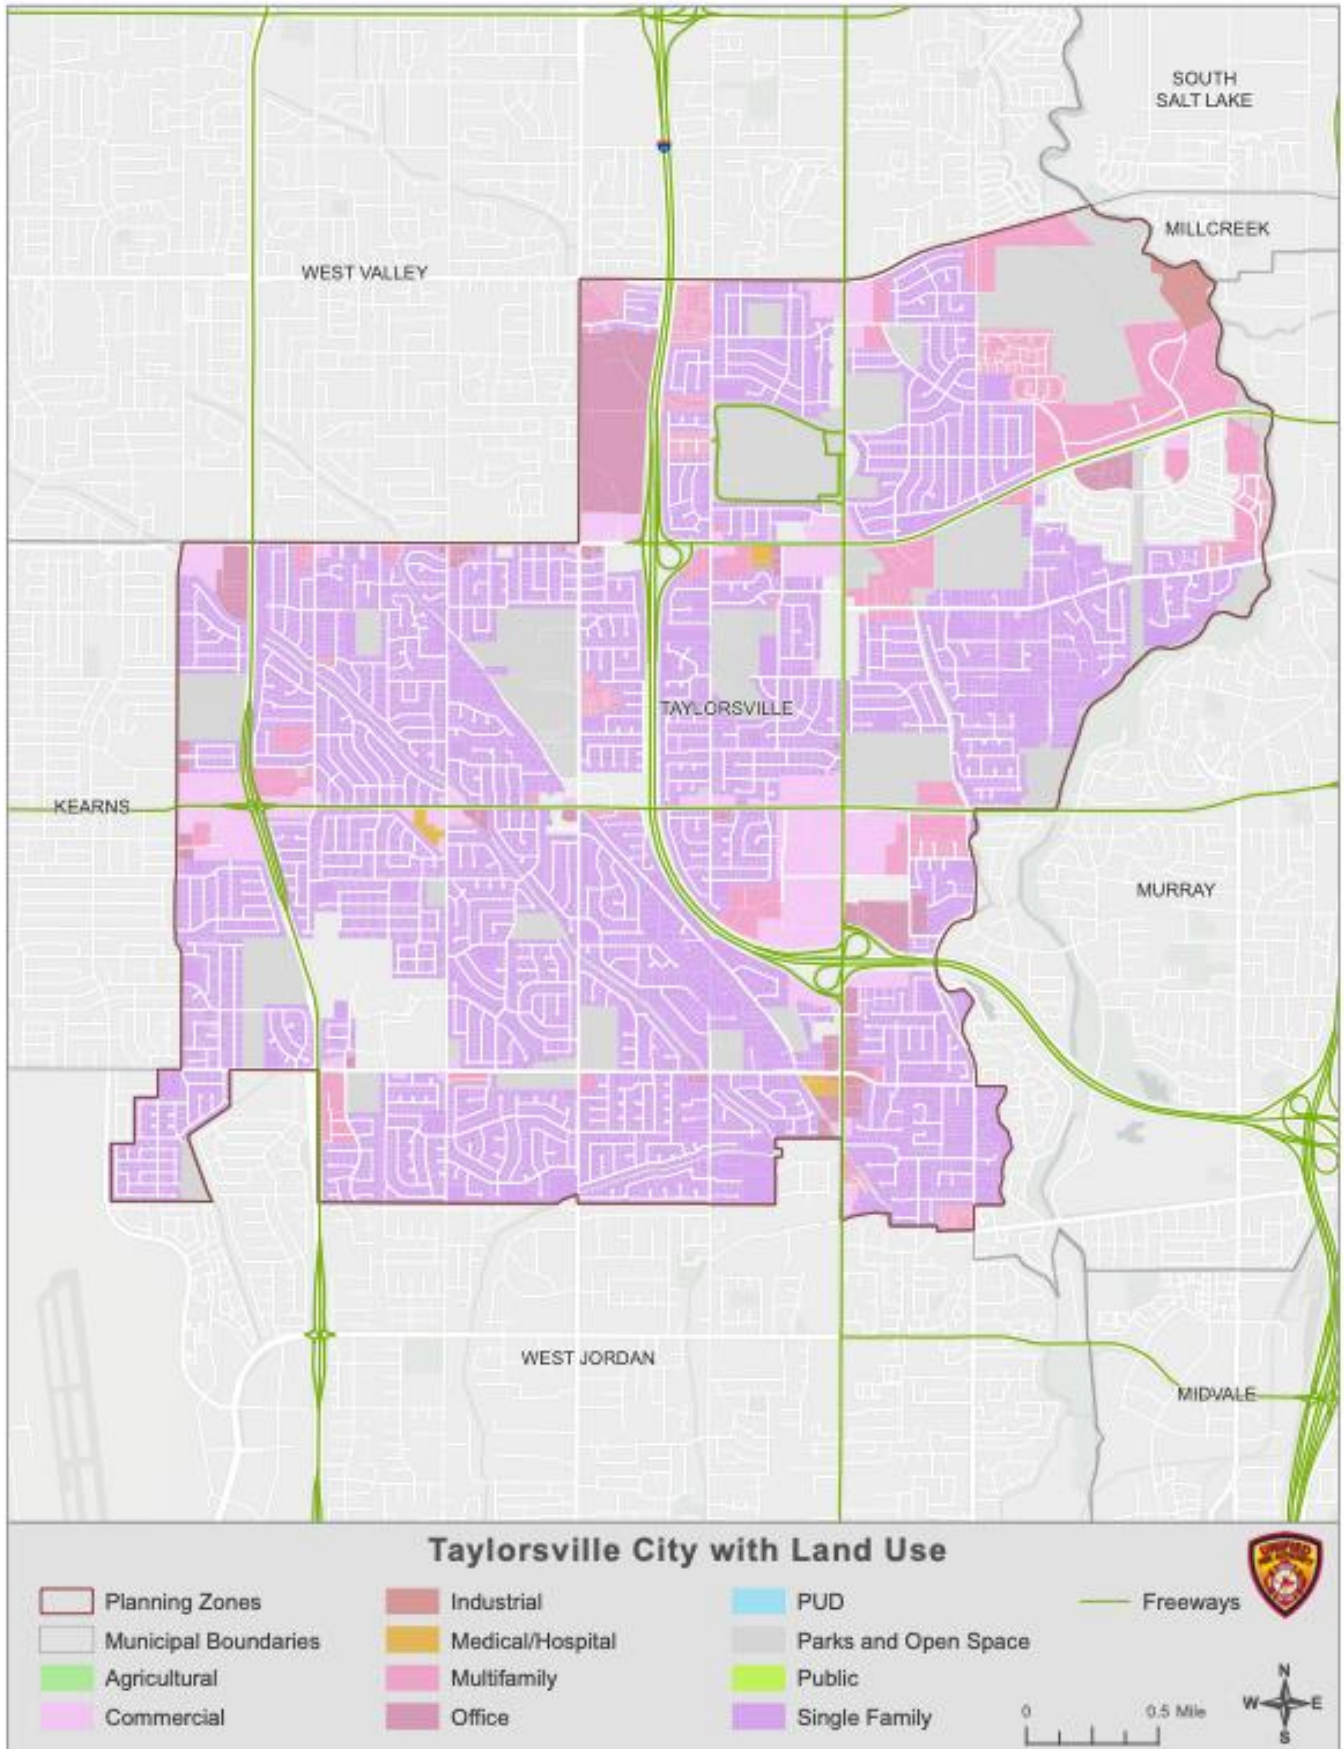 SOUTH
SALT LAKE
MILLCREEK
WEST VALLEY
TAYLORSVILLE
KEARNS
MURRAY
WEST JORDAN
MIDVALE
Taylorsville City with Land Use
Planning Zones
Municipal Boundaries
Agricultural
Commercial
Industrial
Medical/Hospital
Multifamily
Office
PUD
Parks and Open Space
Public
Single Family
Freeways
UNIFIED
N
W E
S
0 0.5 Mile